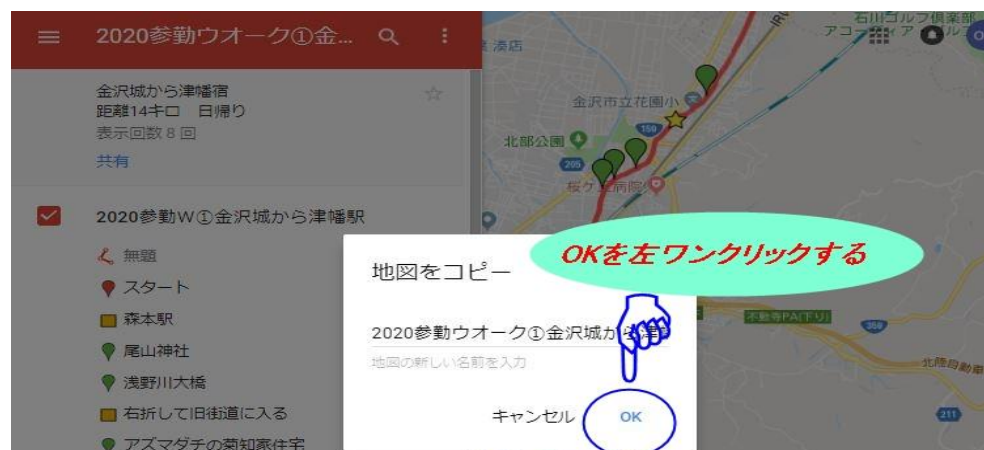 2020参勤ウオーク①金...
金沢城から津幡宿
距離14キロ 日帰り
表示回数 8 回
共有
2020参勤W①金沢城から津幡駅
無題
スタート
森本駅
尾山神社
浅野川大橋
右折して旧街道に入る
アズマダチの菊知家住宅
地図をコピー
2020参勤ウオーク①金沢城から津幡
地図の新しい名前を入力
キャンセル
OK
OKを左ワンクリックする
石川ゴルフ倶楽部
湊店
金沢市立花園小
159
北部公園
205
桜ケ丘病院
不動寺PA(下り)
359
北陸自動車
211